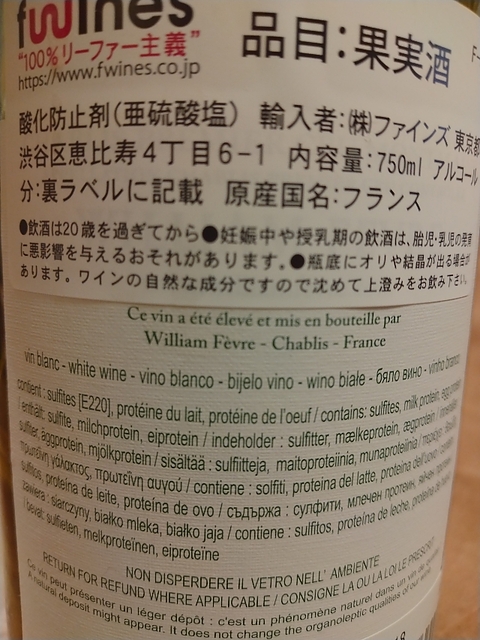 fwines
"100%リーファー主義"
https://www.fwines.co.jp
品目:果実酒
酸化防止剤(亜硫酸塩) 輸入者:㈱ファインズ 東京都
渋谷区恵比寿4丁目6-1 内容量:750ml アルコール
分:裏ラベルに記載 原産国名:フランス
●飲酒は20歳を過ぎてから●妊娠中や授乳期の飲酒は、胎児・乳児の発育
に悪影響を与えるおそれがあります。●瓶底にオリや結晶が出る場合が
あります。ワインの自然な成分ですので沈めて上澄みをお飲み下さい。
Ce vin a été élevé et mis en bouteille par
William Fèvre - Chablis - France
vin blanc - white wine - vino blanco - bijelo vino - wino białe - бяло вино - vinho branco
contient : sulfites [E220], protéine du lait, protéine de l'oeuf / contains: sulfites, milk protein, egg
/ enthält: sulfite, milchprotein, eiprotein / indeholder : sulfitter, mælkeprotein, ægprotein /
sulfiter, äggprotein, mjölkprotein / sisältää : sulfiitteja, maitoproteiinia, munaproteiinia /
πρωτεΐνη γάλακτος, πρωτεΐνη αυγού / contiene : solfiti, proteina del latte, proteina dell'uovo /
sulfitos, proteína de leite, proteína de ovo / съдържа : сулфити, млечен протеин, яйчен
zawiera : siarczyny, białko mleka, białko jaja / contiene : sulfitos, proteína de leche, proteína de
/ bevat: sulfieten, melkproteïnen, eiproteïne
NON DISPERDERE IL VETRO NELL' AMBIENTE
RETURN FOR REFUND WHERE APPLICABLE / CONSIGNE LA OU LA LOI LE PRESCRIT
Ce vin peut présenter un léger dépôt : c'est un phénomène naturel dans un vin de
A natural deposit might appear. It does not change the organoleptic qualities of our wine.